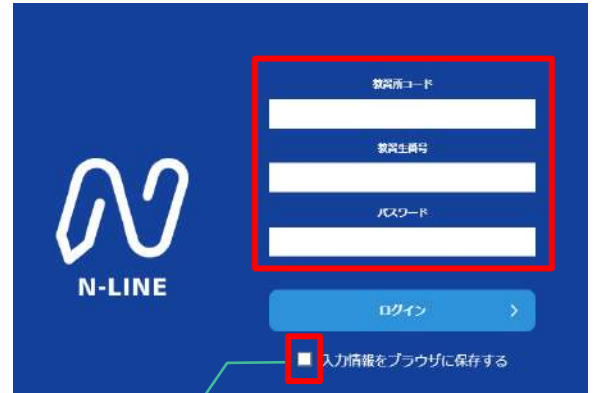 教習所コード
教習生番号
パスワード
N-LINE
ログイン
入力情報をブラウザに保存する